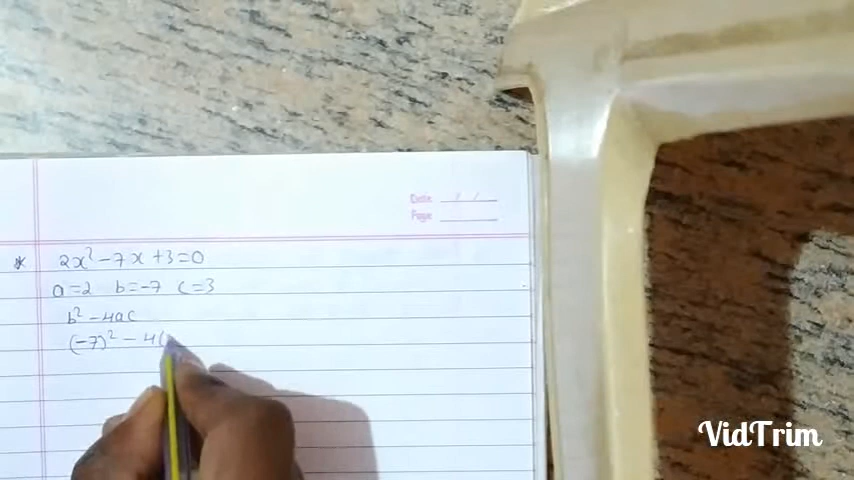 Date / /
Page
* 2x² - 7x + 3 = 0
a = 2 b = -7 c = 3
b² - 4ac
(-7)² - 4(
VidTrim